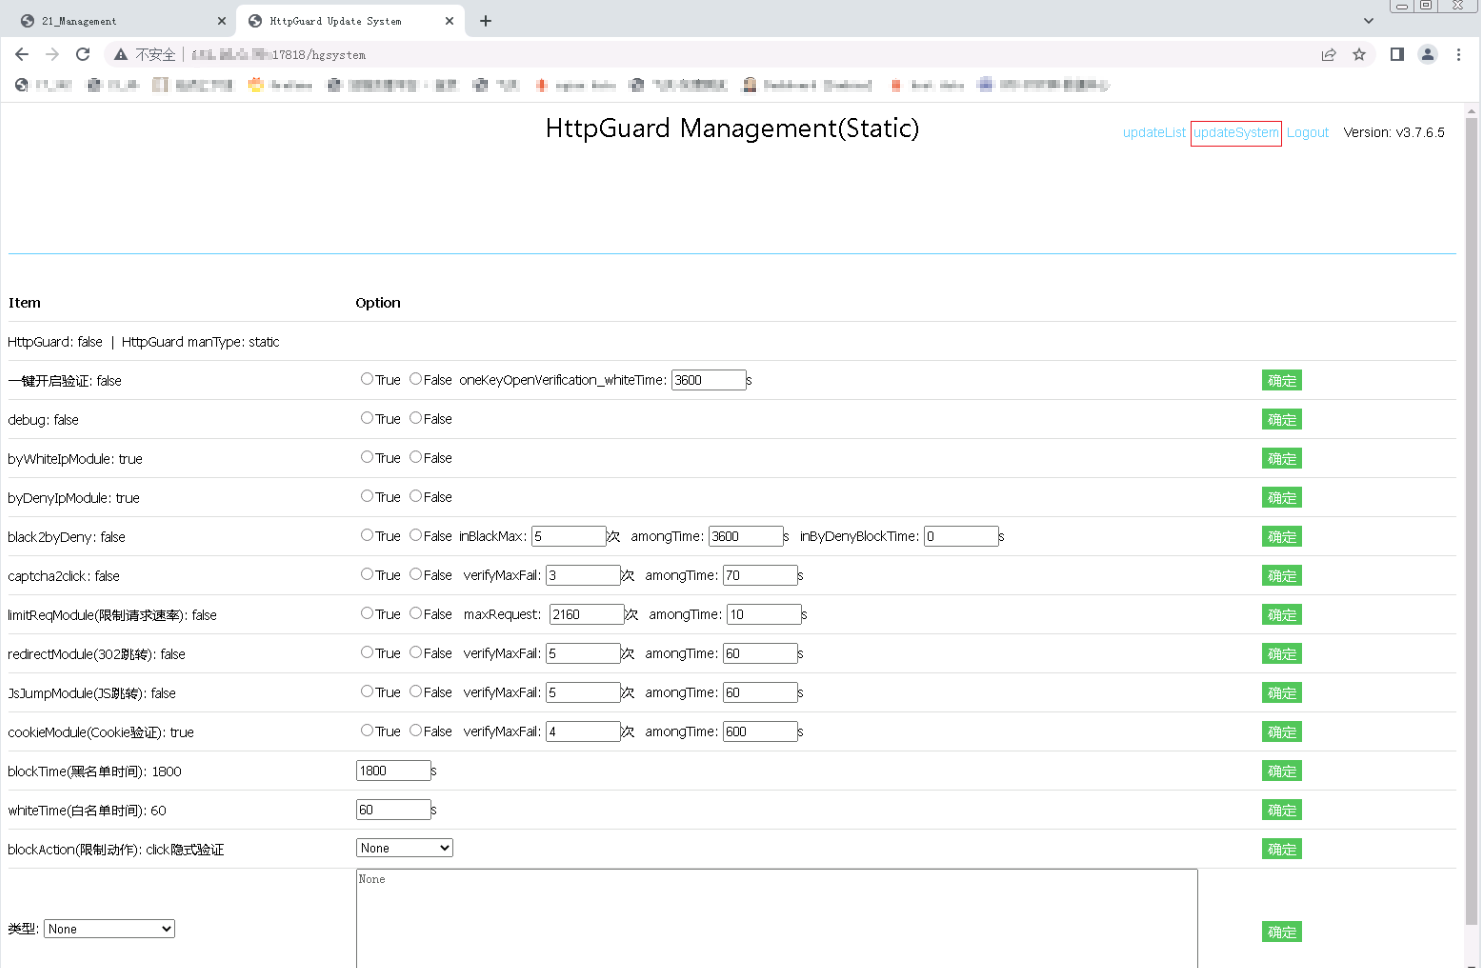 21_Management
HttpGuard Update System
不安全
17818/hgsystem
HttpGuard Management(Static)
updateList updateSystem Logout Version: v3.7.6.5
Item Option
HttpGuard: false | HttpGuard manType: static
一键开启验证: false True False oneKeyOpenVerification_whiteTime: 3600 s 确定
debug: false True False 确定
byWhiteIpModule: true True False 确定
byDenyIpModule: true True False 确定
black2byDeny: false True False inBlackMax: 5 次 amongTime: 3600 s inByDenyBlockTime: 0 s 确定
captcha2click: false True False verifyMaxFail: 3 次 amongTime: 70 s 确定
limitReqModule(限制请求速率): false True False maxRequest: 2160 次 amongTime: 10 s 确定
redirectModule(302跳转): false True False verifyMaxFail: 5 次 amongTime: 60 s 确定
JsJumpModule(JS跳转): false True False verifyMaxFail: 5 次 amongTime: 60 s 确定
cookieModule(Cookie验证): true True False verifyMaxFail: 4 次 amongTime: 600 s 确定
blockTime(黑名单时间): 1800 1800 s 确定
whiteTime(白名单时间): 60 60 s 确定
blockAction(限制动作): click隐式验证 None 确定
None
类型: None 确定